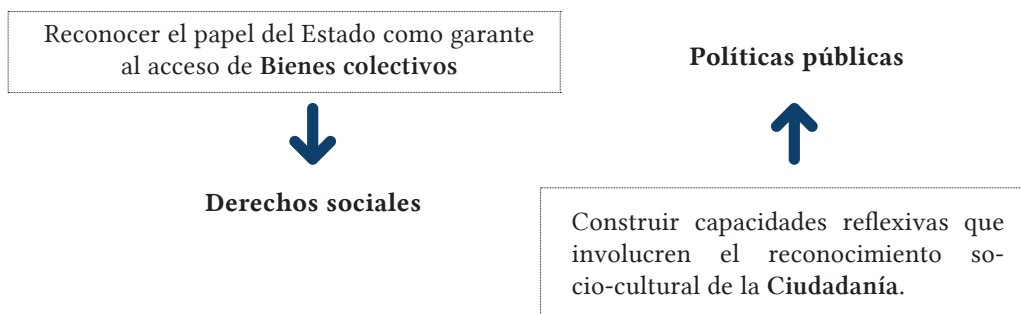 Reconocer el papel del Estado como garante
al acceso de Bienes colectivos
Derechos sociales
Políticas públicas
Construir capacidades reflexivas que
involucren el reconocimiento so-
cio-cultural de la Ciudadanía.